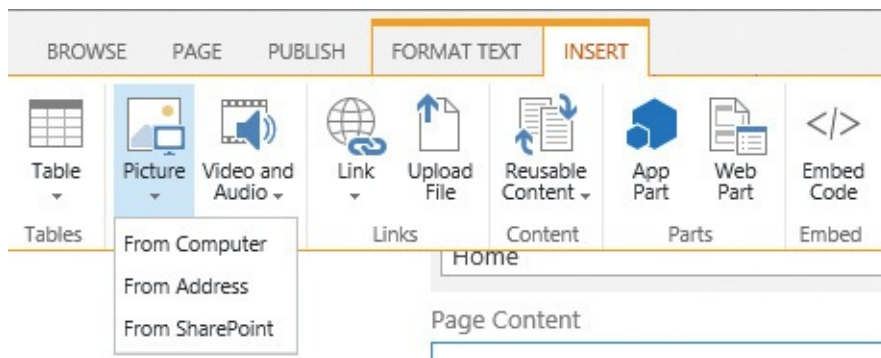 BROWSE PAGE PUBLISH FORMAT TEXT INSERT
Table Picture Video and Audio Link Upload File Reusable Content App Part Web Part Embed Code
Tables Links Content Parts Embed
From Computer
From Address
From SharePoint
Home
Page Content